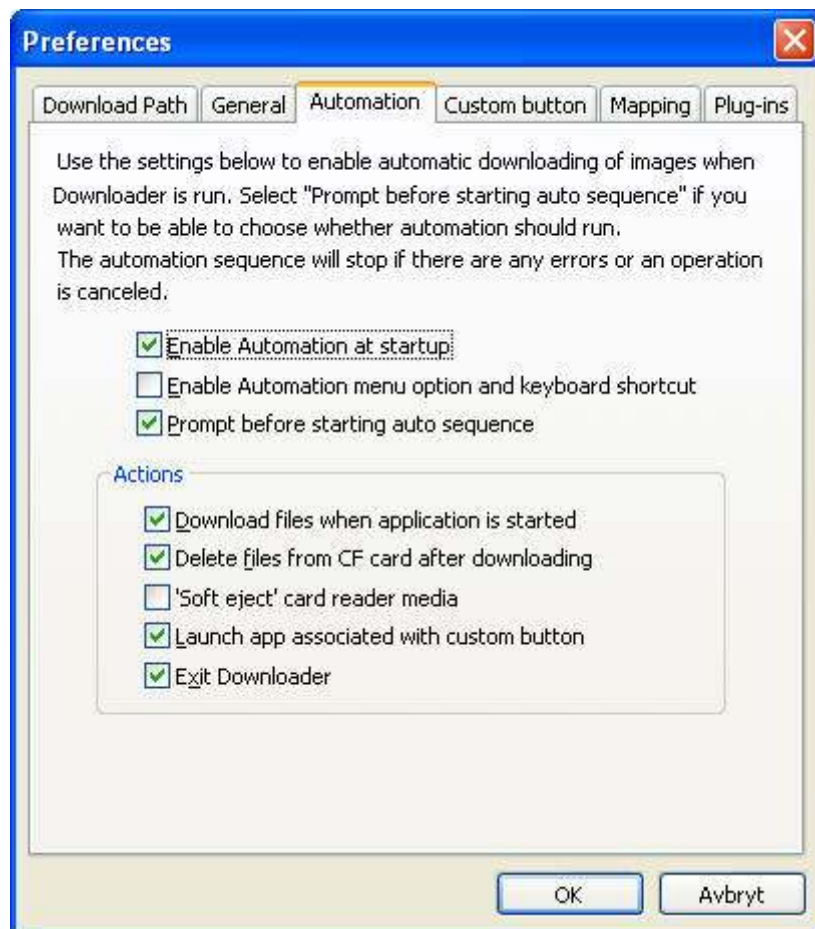 Preferences
Download Path General Automation Custom button Mapping Plug-ins
Use the settings below to enable automatic downloading of images when
Downloader is run. Select "Prompt before starting auto sequence" if you
want to be able to choose whether automation should run.
The automation sequence will stop if there are any errors or an operation
is canceled.
Enable Automation at startup
Enable Automation menu option and keyboard shortcut
Prompt before starting auto sequence
Actions
Download files when application is started
Delete files from CF card after downloading
'Soft eject' card reader media
Launch app associated with custom button
Exit Downloader
OK Avbryt